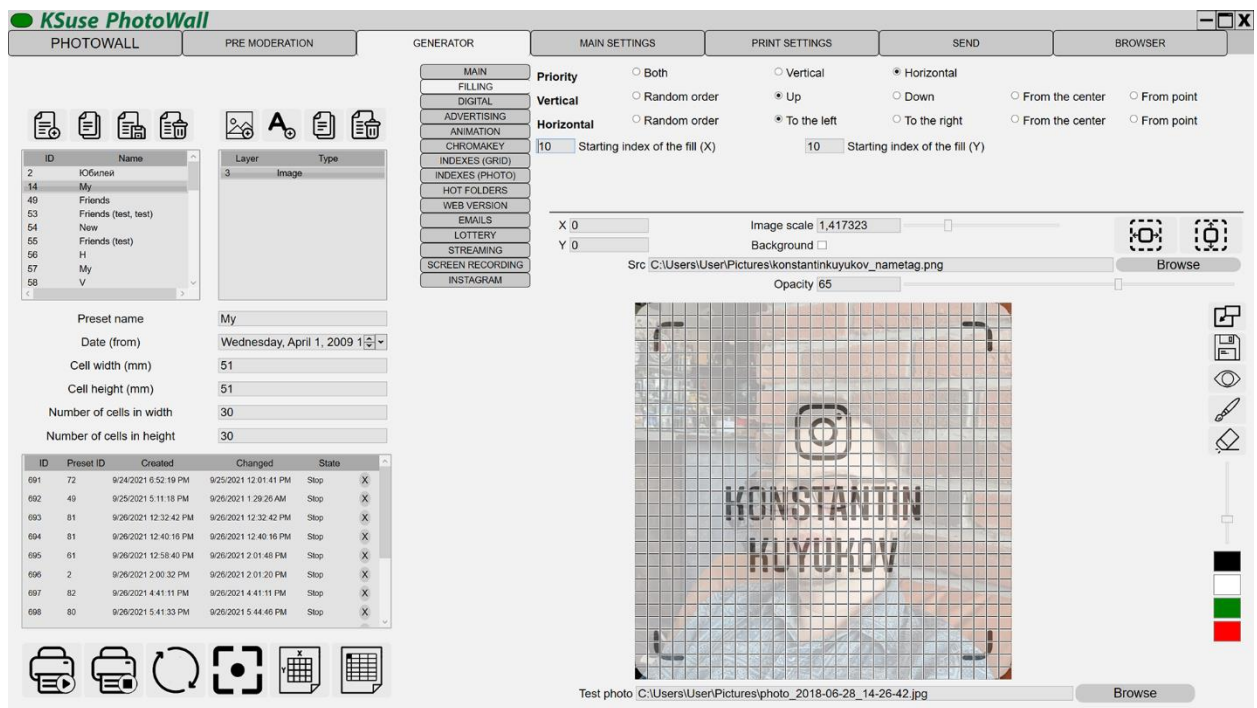 KSuse PhotoWall
PHOTOWALL PRE MODERATION GENERATOR MAIN SETTINGS PRINT SETTINGS SEND BROWSER
MAIN
FILLING
DIGITAL
ADVERTISING
ANIMATION
CHROMAKEY
INDEXES (GRID)
INDEXES (PHOTO)
HOT FOLDERS
WEB VERSION
EMAILS
LOTTERY
STREAMING
SCREEN RECORDING
INSTAGRAM
Priority Both Vertical Horizontal
Vertical Random order Up Down From the center From point
Horizontal Random order To the left To the right From the center From point
10 Starting index of the fill (X) 10 Starting index of the fill (Y)
ID Name
2 Юбилей
14 My
49 Friends
53 Friends (test, test)
54 New
55 Friends (test)
56 H
57 My
58 V
Layer Type
3 Image
X 0 Image scale 1,417323
Y 0 Background
Src C:\Users\User\Pictures\konstantinkuyukov_nametag.png Browse
Opacity 65
Preset name My
Date (from) Wednesday, April 1, 2009 1
Cell width (mm) 51
Cell height (mm) 51
Number of cells in width 30
Number of cells in height 30
ID Preset ID Created Changed State
691 72 9/24/2021 6:52:19 PM 9/25/2021 12:01:41 PM Stop X
692 49 9/25/2021 5:11:18 PM 9/26/2021 1:29:26 AM Stop X
693 81 9/26/2021 12:32:42 PM 9/26/2021 12:32:42 PM Stop X
694 81 9/26/2021 12:40:16 PM 9/26/2021 12:40:16 PM Stop X
695 61 9/26/2021 12:58:40 PM 9/26/2021 2:01:48 PM Stop X
696 2 9/26/2021 2:00:32 PM 9/26/2021 2:01:20 PM Stop X
697 82 9/26/2021 4:41:11 PM 9/26/2021 4:41:11 PM Stop X
698 80 9/26/2021 5:41:33 PM 9/26/2021 5:44:46 PM Stop X
KONSTANTIN
KUYUKOV
X
Y
Test photo C:\Users\User\Pictures\photo_2018-06-28_14-26-42.jpg Browse